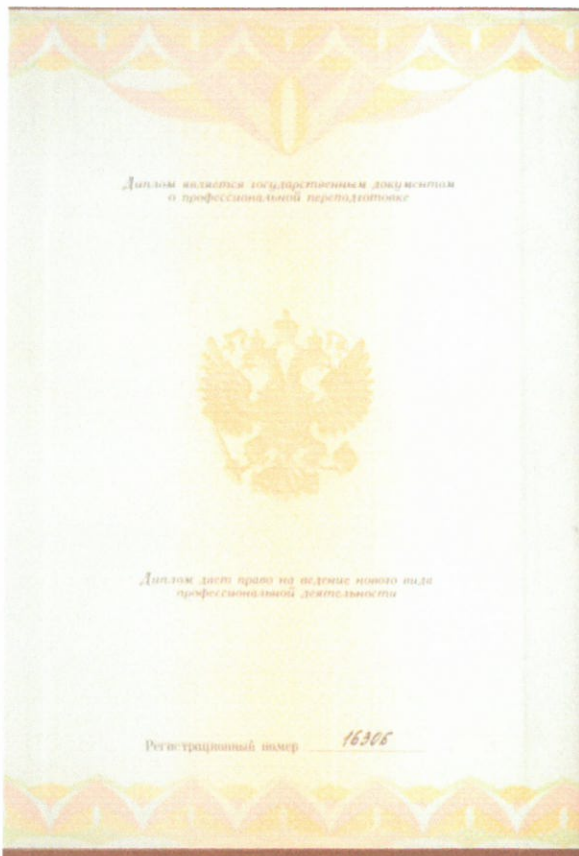 Диплом является государственным документом
о профессиональной переподготовке
Диплом дает право на ведение нового вида
профессиональной деятельности
Регистрационный номер 16306